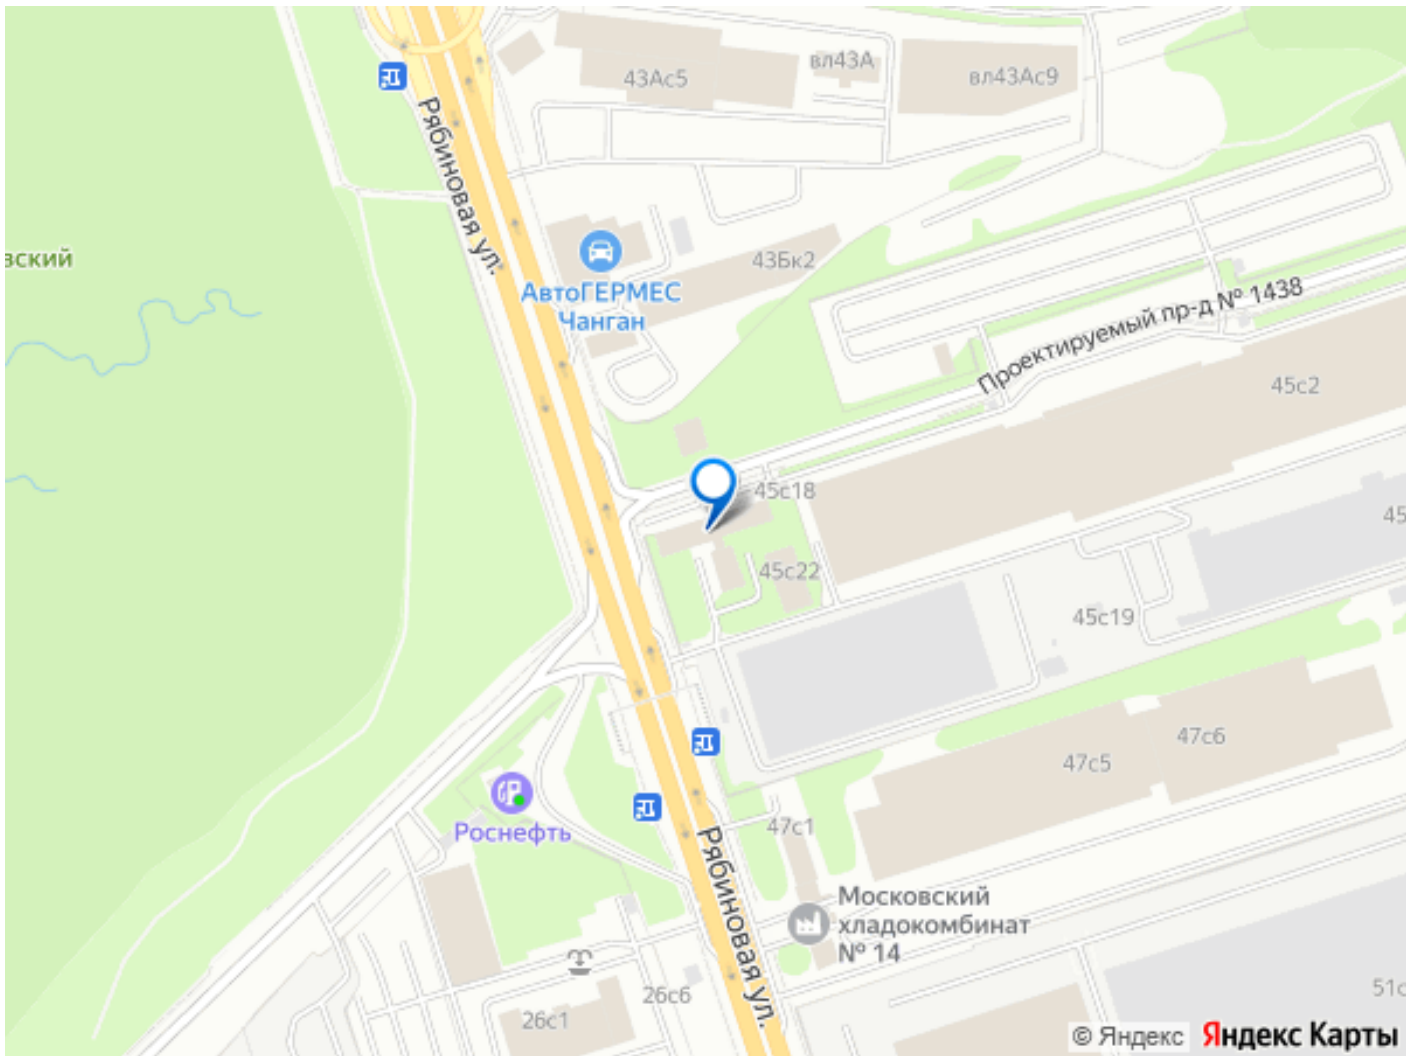 43Ас5
вл43А
вл43Ас9
Рябиновая ул.
вский
43Бк2
АвтоГЕРМЕС
Чанган
Проектируемый пр-д № 1438
45с2
45с18
45
45с22
45с19
47с6
47с5
Роснефть
47с1
Рябиновая ул.
Московский
хладокомбинат
№ 14
26с6
51с
26с1
© Яндекс Яндекс Карты